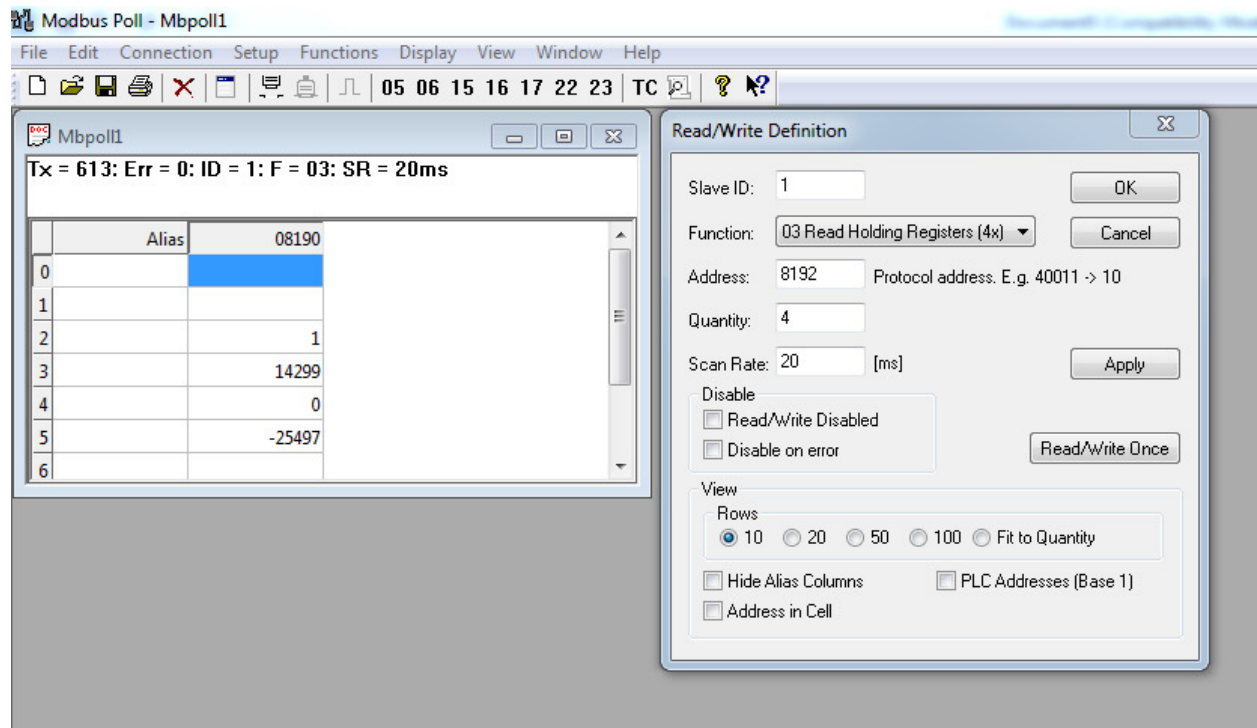 Modbus Poll - Mbpoll1
File Edit Connection Setup Functions Display View Window Help
05 06 15 16 17 22 23 TC
Mbpoll1
Tx = 613: Err = 0: ID = 1: F = 03: SR = 20ms
Alias 08190
0
1
2 1
3 14299
4 0
5 -25497
6
Read/Write Definition
Slave ID: 1 OK
Function: 03 Read Holding Registers (4x) Cancel
Address: 8192 Protocol address. E.g. 40011 -> 10
Quantity: 4
Scan Rate: 20 [ms] Apply
Disable
Read/Write Disabled
Disable on error Read/Write Once
View
Rows
10 20 50 100 Fit to Quantity
Hide Alias Columns PLC Addresses (Base 1)
Address in Cell